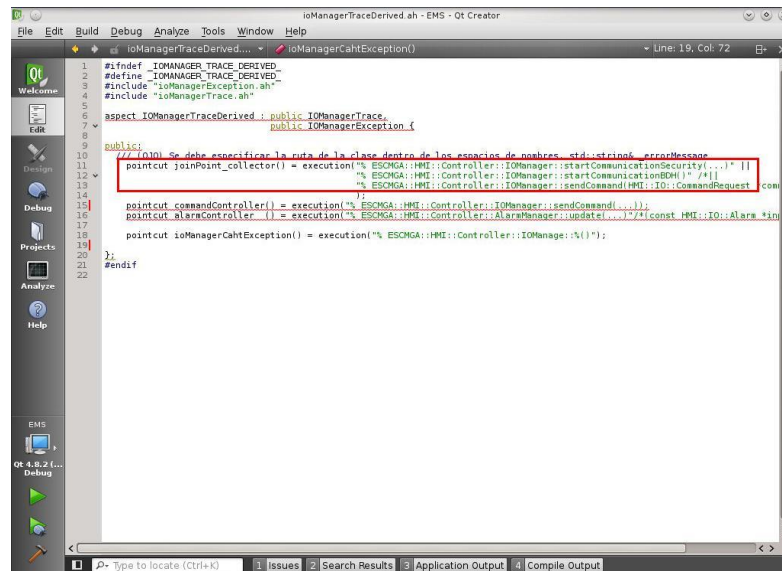 ioManagerTraceDerived.ah - EMS - Qt Creator
File Edit Build Debug Analyze Tools Window Help
ioManagerTraceDerived.... ioManagerCahtException() Line: 19, Col: 72
Welcome
Edit
Design
Debug
Projects
Analyze
Help
EMS
Qt 4.8.2 (...
Debug
1 #ifndef _IOMANAGER_TRACE_DERIVED_
2 #define _IOMANAGER_TRACE_DERIVED_
3 #include "ioManagerException.ah"
4 #include "ioManagerTrace.ah"
5
6 aspect IOManagerTraceDerived : public IOManagerTrace,
7 public IOManagerException {
8
9 public:
10 /// (OJO) Se debe especificar la ruta de la clase dentro de los espacios de nombres. std::string& _errorMessage
11 pointcut joinPoint_collector() = execution("% ESCMGA::HMI::Controller::IOManager::startCommunicationSecurity(...)" ||
12 "% ESCMGA::HMI::Controller::IOManager::startCommunicationBDH()" /*||
13 "% ESCMGA::HMI::Controller::IOManager::sendCommand(HMI::IO::CommandRequest *com
14 );
15 pointcut commandController() = execution("% ESCMGA::HMI::Controller::IOManager::sendCommand(...));
16 pointcut alarmController () = execution("% ESCMGA::HMI::Controller::AlarmManager::update(...)"/*(const HMI::IO::Alarm *in
17
18 pointcut ioManagerCahtException() = execution("% ESCMGA::HMI::Controller::IOManage::%()");
19
20 };
21 #endif
22
Type to locate (Ctrl+K) 1 Issues 2 Search Results 3 Application Output 4 Compile Output